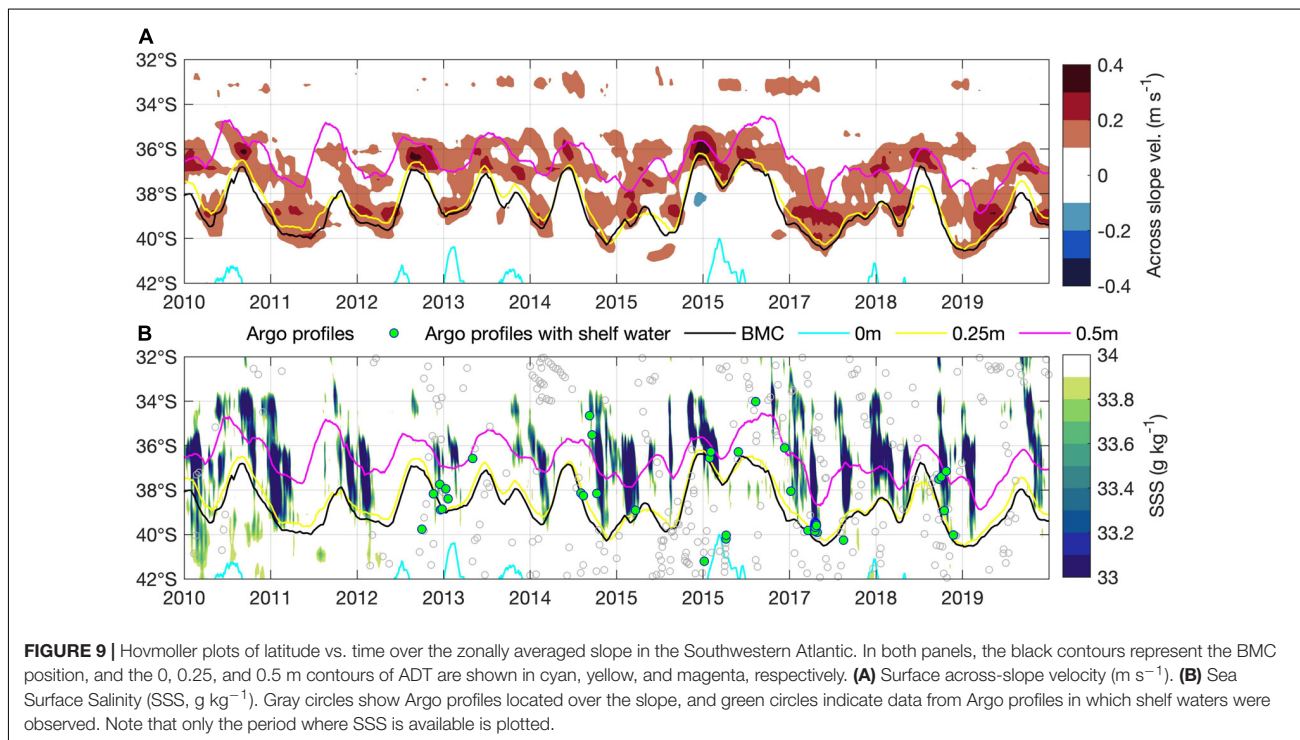 A
32°S
34°S
36°S
38°S
40°S
42°S
2010 2011 2012 2013 2014 2015 2015 2017 2018 2019
0.4
0.2
0
-0.2
-0.4
Across slope vel. (m s⁻¹)
B
Argo profiles Argo profiles with shelf water BMC 0m 0.25m 0.5m
32°S
34°S
36°S
38°S
40°S
42°S
2010 2011 2012 2013 2014 2015 2015 2017 2018 2019
34
33.8
33.6
33.4
33.2
33
SSS (g kg⁻¹)
FIGURE 9 | Hovmoller plots of latitude vs. time over the zonally averaged slope in the Southwestern Atlantic. In both panels, the black contours represent the BMC
position, and the 0, 0.25, and 0.5 m contours of ADT are shown in cyan, yellow, and magenta, respectively. (A) Surface across-slope velocity (m s⁻¹). (B) Sea
Surface Salinity (SSS, g kg⁻¹). Gray circles show Argo profiles located over the slope, and green circles indicate data from Argo profiles in which shelf waters were
observed. Note that only the period where SSS is available is plotted.